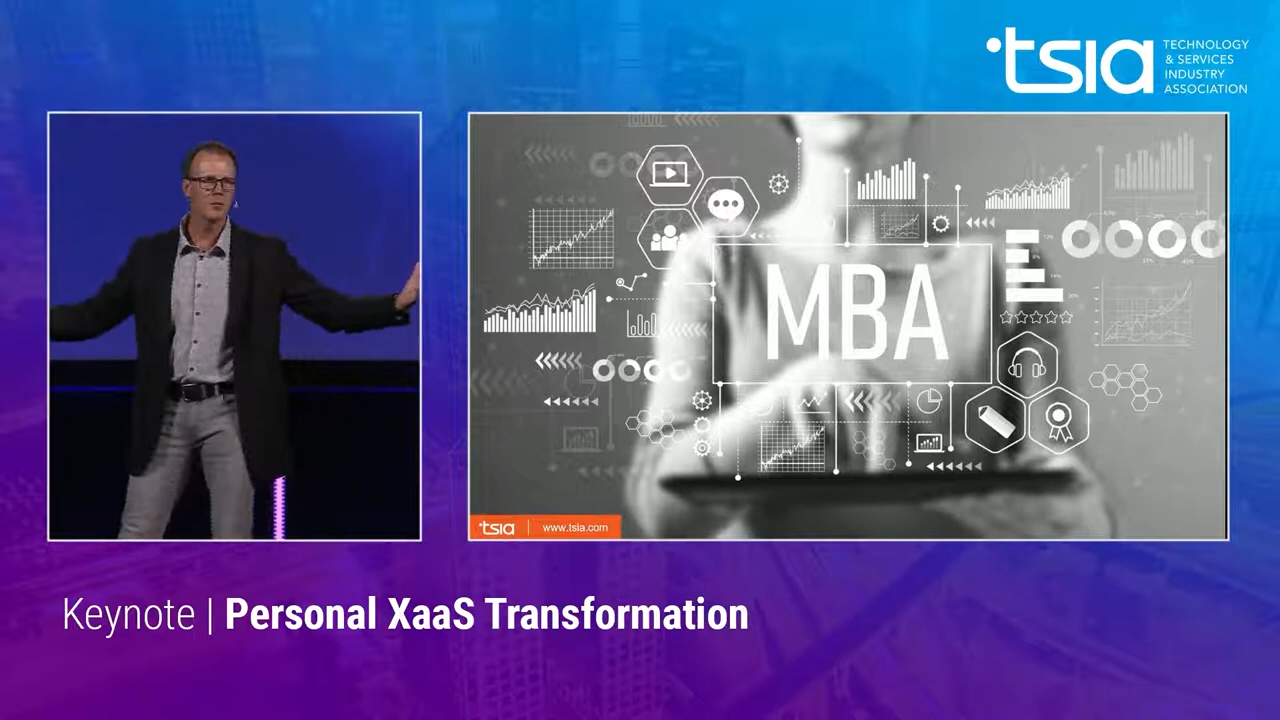 tsia
TECHNOLOGY
& SERVICES
INDUSTRY
ASSOCIATION
MBA
tsia | www.tsia.com
Keynote | Personal XaaS Transformation